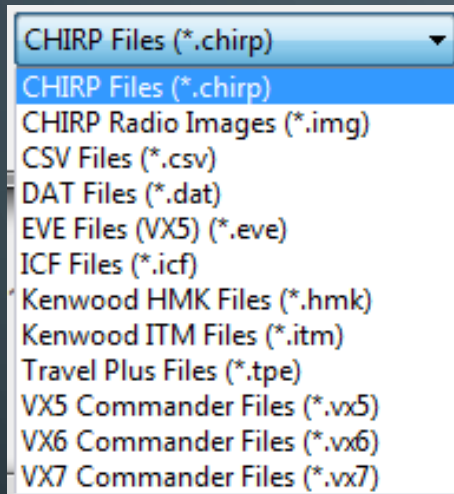 CHIRP Files (*.chirp)
CHIRP Files (*.chirp)
CHIRP Radio Images (*.img)
CSV Files (*.csv)
DAT Files (*.dat)
EVE Files (VX5) (*.eve)
ICF Files (*.icf)
Kenwood HMK Files (*.hmk)
Kenwood ITM Files (*.itm)
Travel Plus Files (*.tpe)
VX5 Commander Files (*.vx5)
VX6 Commander Files (*.vx6)
VX7 Commander Files (*.vx7)